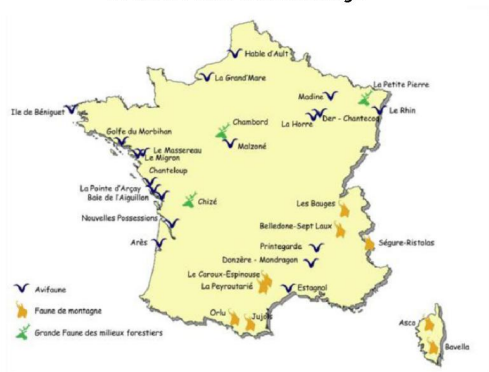 Hable d'Ault
La Grand'Mare
La Petite Pierre
Madine
Le Rhin
Ile de Béniguet
La Horre
Der - Chantecoq
Chambord
Golfe du Morbihan
Malzoné
Le Massereau
Le Migron
Chanteloup
La Pointe d'Arçay
Baie de l'Aiguillon
Chizé
Les Bauges
Nouvelles Possessions
Belledone-Sept Laux
Arès
Printegarde
Ségure-Ristolas
Donzère - Mondragon
Le Caroux-Espinouse
La Peyroutarié
Estagnol
Avifaune
Faune de montagne
Grande Faune des milieux forestiers
Orlu
Jujols
Asco
Bavella